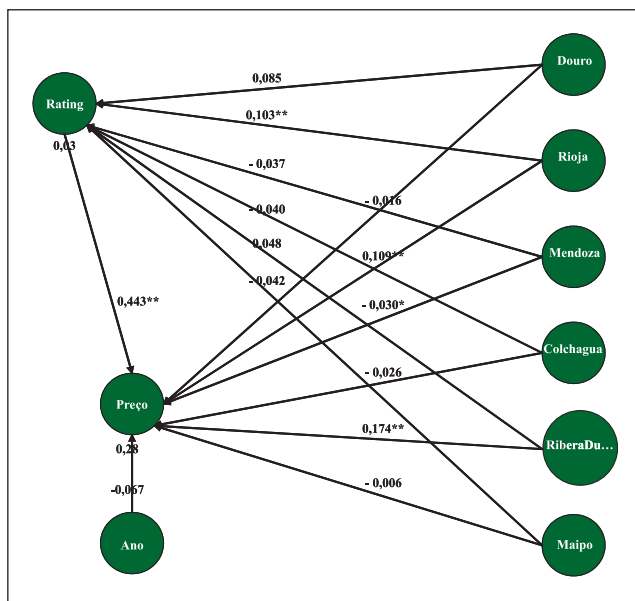 Douro
0,085
Rating
0,103**
Rioja
0,03
- 0,037
- 0,016
- 0,040
0,048
0,109**
Mendoza
- 0,042
0,443**
- 0,030*
Colchagua
- 0,026
Preço
0,174**
RiberaDu...
0,28
- 0,006
-0,067
Ano
Maipo